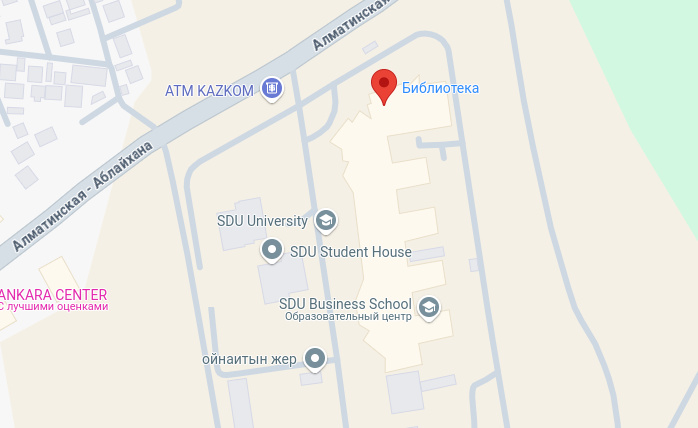 Алматинская
ATM KAZKOM
Библиотека
Алматинская - Аблайхана
SDU University
SDU Student House
ANKARA CENTER
С лучшими оценками
SDU Business School
Образовательный центр
ойнаитын жер